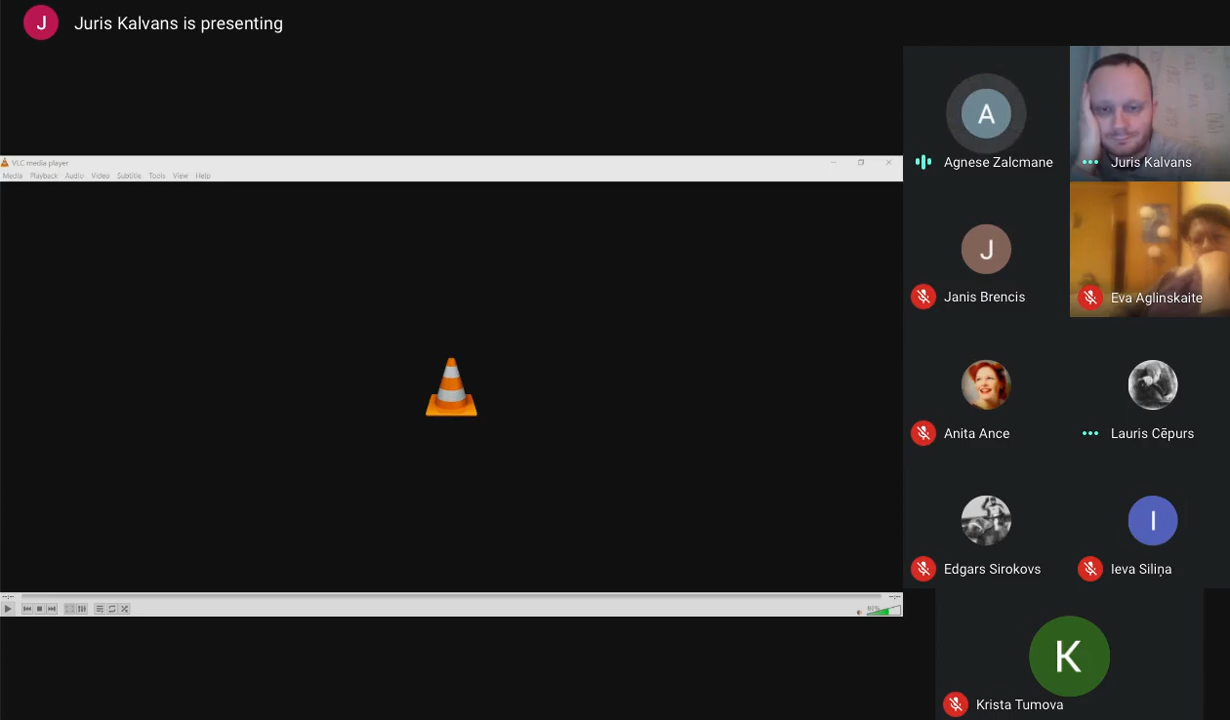 J
Juris Kalvans is presenting
VLC media player
Media Playback Audio Video Subtitle Tools View Help
A
Agnese Zalcmane
Juris Kalvans
J
Janis Brencis
Eva Aglinskaite
Anita Ance
Lauris Cēpurs
Edgars Sirokovs
I
Ieva Siliņa
K
Krista Tumova